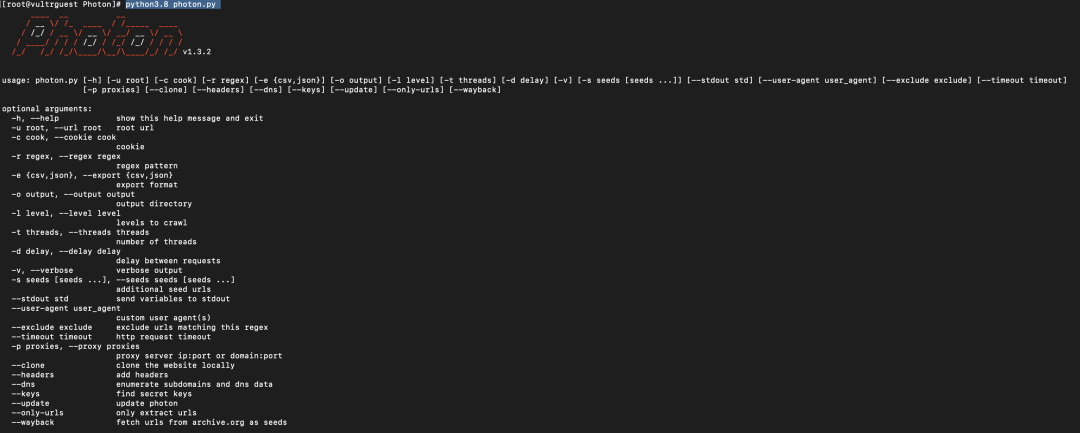 [[root@vultrguest Photon]# python3.8 photon.py
v1.3.2
usage: photon.py [-h] [-u root] [-c cook] [-r regex] [-e {csv,json}] [-o output] [-l level] [-t threads] [-d delay] [-v] [-s seeds [seeds ...]] [--stdout std] [--user-agent user_agent] [--exclude exclude] [--timeout timeout]
[-p proxies] [--clone] [--headers] [--dns] [--keys] [--update] [--only-urls] [--wayback]
optional arguments:
-h, --help show this help message and exit
-u root, --url root root url
-c cook, --cookie cook
cookie
-r regex, --regex regex
regex pattern
-e {csv,json}, --export {csv,json}
export format
-o output, --output output
output directory
-l level, --level level
levels to crawl
-t threads, --threads threads
number of threads
-d delay, --delay delay
delay between requests
-v, --verbose verbose output
-s seeds [seeds ...], --seeds seeds [seeds ...]
additional seed urls
--stdout std send variables to stdout
--user-agent user_agent
custom user agent(s)
--exclude exclude exclude urls matching this regex
--timeout timeout http request timeout
-p proxies, --proxy proxies
proxy server ip:port or domain:port
--clone clone the website locally
--headers add headers
--dns enumerate subdomains and dns data
--keys find secret keys
--update update photon
--only-urls only extract urls
--wayback fetch urls from archive.org as seeds